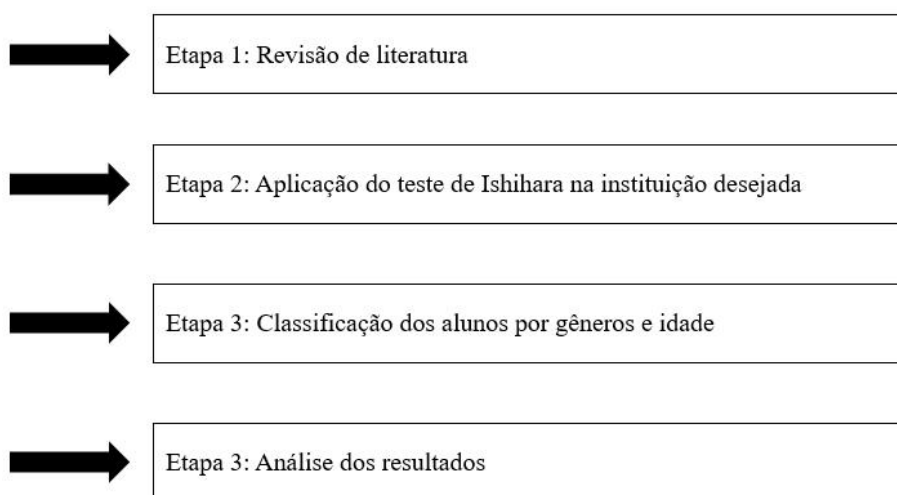 Etapa 1: Revisão de literatura
Etapa 2: Aplicação do teste de Ishihara na instituição desejada
Etapa 3: Classificação dos alunos por gêneros e idade
Etapa 3: Análise dos resultados